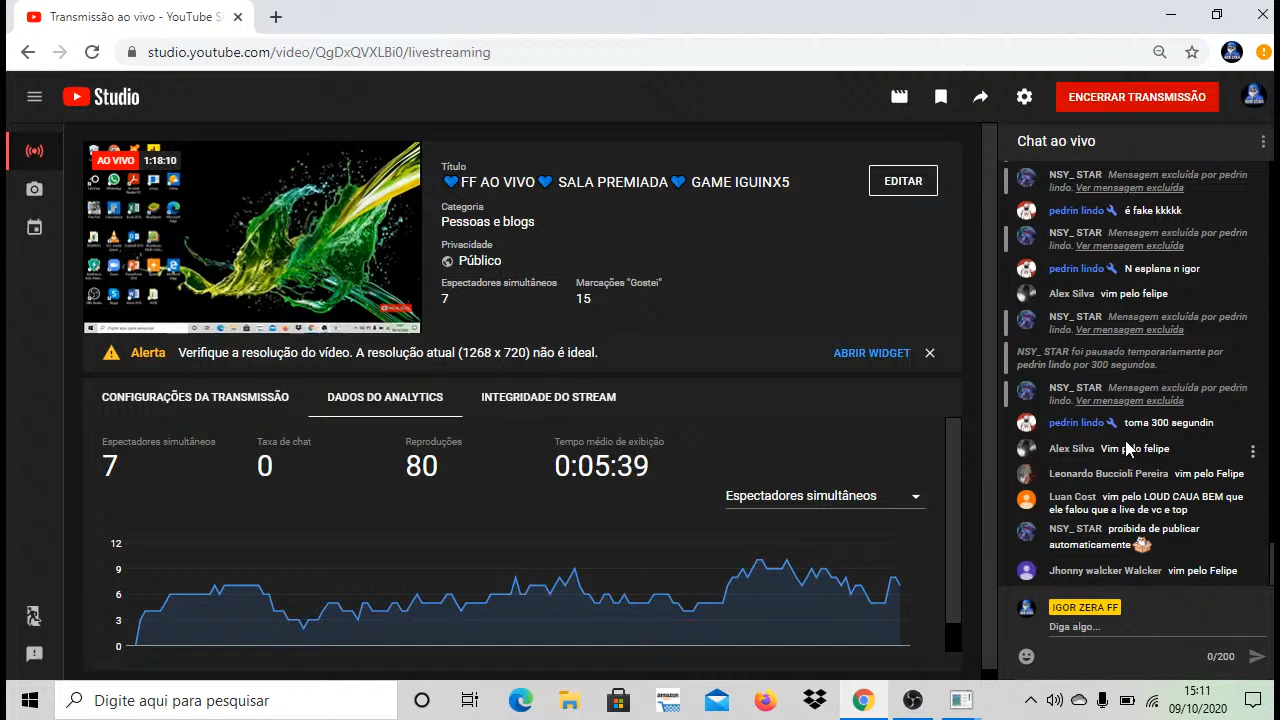 Transmissão ao vivo - YouTube S
studio.youtube.com/video/QgDxQVXLBi0/livestreaming
Studio
ENCERRAR TRANSMISSÃO
AO VIVO 1:18:10
Título
💙FF AO VIVO💙 SALA PREMIADA💙 GAME IGUINX5
EDITAR
Categoria
Pessoas e blogs
Privacidade
Público
Espectadores simultâneos
7
Marcações "Gostei"
15
Alerta Verifique a resolução do vídeo. A resolução atual (1268 x 720) não é ideal.
ABRIR WIDGET
CONFIGURAÇÕES DA TRANSMISSÃO
DADOS DO ANALYTICS
INTEGRIDADE DO STREAM
Espectadores simultâneos
7
Taxa de chat
0
Reproduções
80
Tempo médio de exibição
0:05:39
Espectadores simultâneos
12
9
6
3
0
Chat ao vivo
NSY_ STAR Mensagem excluída por pedrin
lindo. Ver mensagem excluída
pedrin lindo é fake kkkkk
NSY_ STAR Mensagem excluída por pedrin
lindo. Ver mensagem excluída
pedrin lindo N esplana n igor
Alex Silva vim pelo felipe
NSY_ STAR Mensagem excluída por pedrin
lindo. Ver mensagem excluída
NSY_ STAR foi pausado temporariamente por
pedrin lindo por 300 segundos.
NSY_ STAR Mensagem excluída por pedrin
lindo. Ver mensagem excluída
pedrin lindo toma 300 segundin
Alex Silva Vim pelo felipe
Leonardo Buccioli Pereira vim pelo Felipe
Luan Cost vim pelo LOUD CAUA BEM que
ele falou que a live de vc e top
NSY_ STAR proibida de publicar
automaticamente
Jhonny walcker Walcker vim pelo Felipe
IGOR ZERA FF
Diga algo...
0/200
Digite aqui para pesquisar
amazon
15:11
09/10/2020